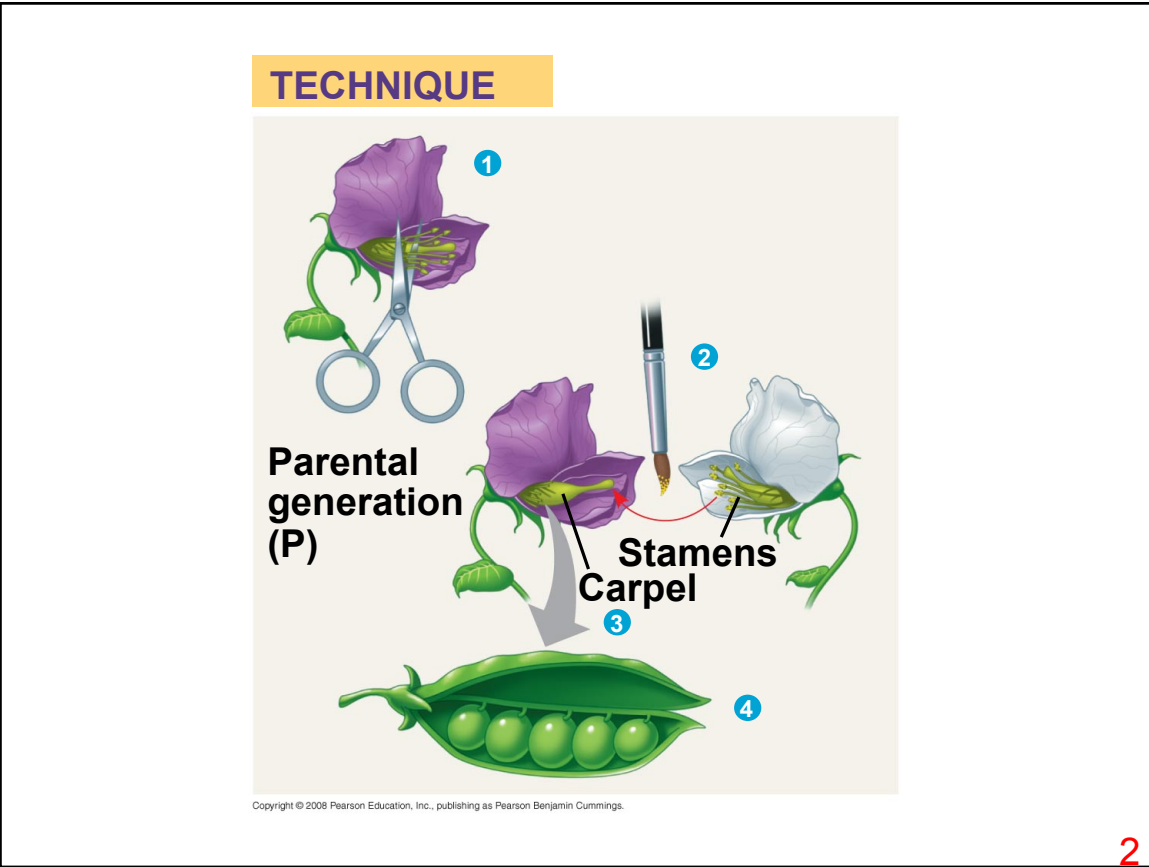 TECHNIQUE
1
2
Parental
generation
(P)
Stamens
Carpel
3
4
Copyright © 2008 Pearson Education, Inc., publishing as Pearson Benjamin Cummings.
2